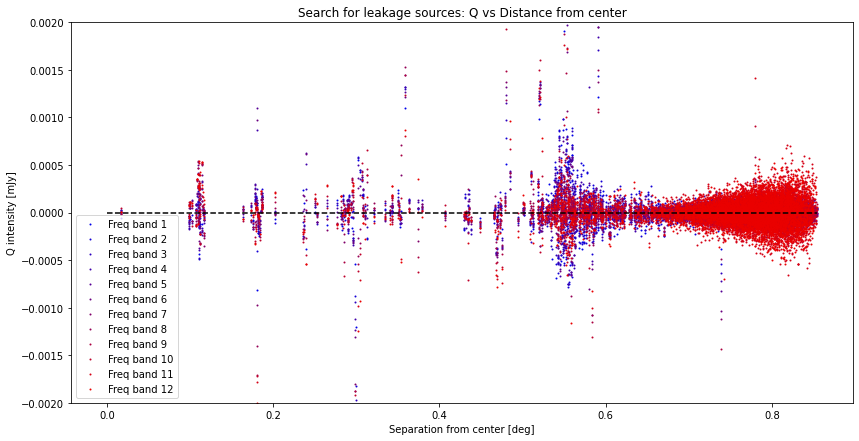 Search for leakage sources: Q vs Distance from center
Q intensity [mJy]
0.0020
0.0015
0.0010
0.0005
0.0000
−0.0005
−0.0010
−0.0015
−0.0020
Freq band 1
Freq band 2
Freq band 3
Freq band 4
Freq band 5
Freq band 6
Freq band 7
Freq band 8
Freq band 9
Freq band 10
Freq band 11
Freq band 12
0.0 0.2 0.4 0.6 0.8
Separation from center [deg]